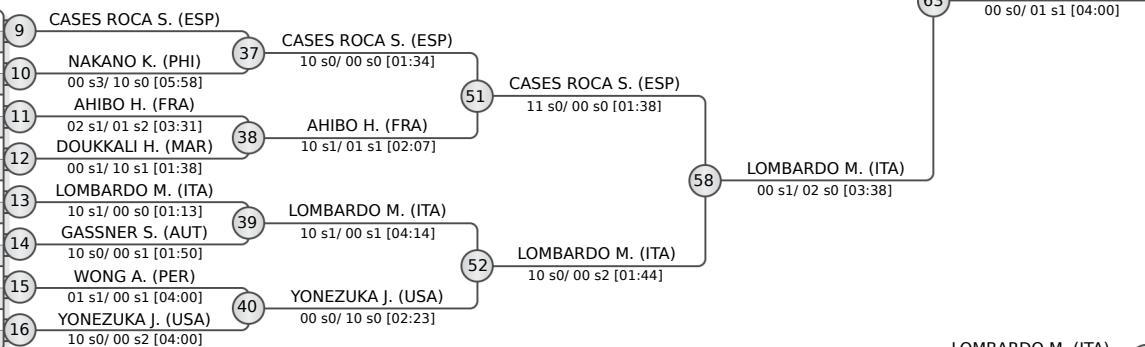 63
00 s0/ 01 s1 [04:00]
9
CASES ROCA S. (ESP)
37
CASES ROCA S. (ESP)
10 s0/ 00 s0 [01:34]
10
NAKANO K. (PHI)
00 s3/ 10 s0 [05:58]
51
CASES ROCA S. (ESP)
11 s0/ 00 s0 [01:38]
11
AHIBO H. (FRA)
02 s1/ 01 s2 [03:31]
38
AHIBO H. (FRA)
10 s1/ 01 s1 [02:07]
12
DOUKKALI H. (MAR)
00 s1/ 10 s1 [01:38]
58
LOMBARDO M. (ITA)
00 s1/ 02 s0 [03:38]
13
LOMBARDO M. (ITA)
10 s1/ 00 s0 [01:13]
39
LOMBARDO M. (ITA)
10 s1/ 00 s1 [04:14]
14
GASSNER S. (AUT)
10 s0/ 00 s1 [01:50]
52
LOMBARDO M. (ITA)
10 s0/ 00 s2 [01:44]
15
WONG A. (PER)
01 s1/ 00 s1 [04:00]
40
YONEZUKA J. (USA)
00 s0/ 10 s0 [02:23]
16
YONEZUKA J. (USA)
10 s0/ 00 s2 [04:00]
LOMBARDO M. (ITA)